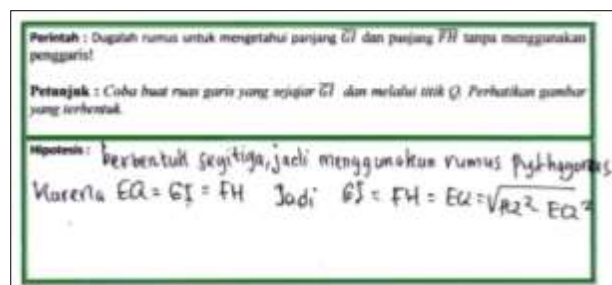 Perintah : Dugalah rumus untuk mengetahui panjang GI dan panjang FH tanpa menggunakan
penggaris!
Petunjuk : Coba buat ruas garis yang sejajar GI dan melalui titik Q. Perhatikan gambar
yang terbentuk.
Hipotesis : berbentuk segitiga, jadi menggunakan rumus Pythagoras
Karena EQ = GI = FH Jadi GI = FH = EQ = √ EQ²